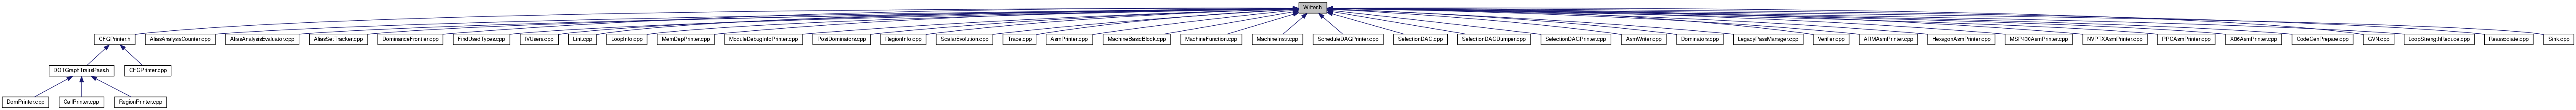 Writer.h
CFGPrinter.h AliasAnalysisCounter.cpp AliasAnalysisEvaluator.cpp AliasSetTracker.cpp DominanceFrontier.cpp FindUsedTypes.cpp IVUsers.cpp Lint.cpp LoopInfo.cpp MemDepPrinter.cpp ModuleDebugInfoPrinter.cpp PostDominators.cpp RegionInfo.cpp ScalarEvolution.cpp Trace.cpp AsmPrinter.cpp MachineBasicBlock.cpp MachineFunction.cpp MachineInstr.cpp ScheduleDAGPrinter.cpp SelectionDAG.cpp SelectionDAGDumper.cpp SelectionDAGPrinter.cpp AsmWriter.cpp Dominators.cpp LegacyPassManager.cpp Verifier.cpp ARMAsmPrinter.cpp HexagonAsmPrinter.cpp MSP430AsmPrinter.cpp NVPTXAsmPrinter.cpp PPCAsmPrinter.cpp X86AsmPrinter.cpp CodeGenPrepare.cpp GVN.cpp LoopStrengthReduce.cpp Reassociate.cpp Sink.cpp
DOTGraphTraitsPass.h CFGPrinter.cpp
DomPrinter.cpp CallPrinter.cpp RegionPrinter.cpp